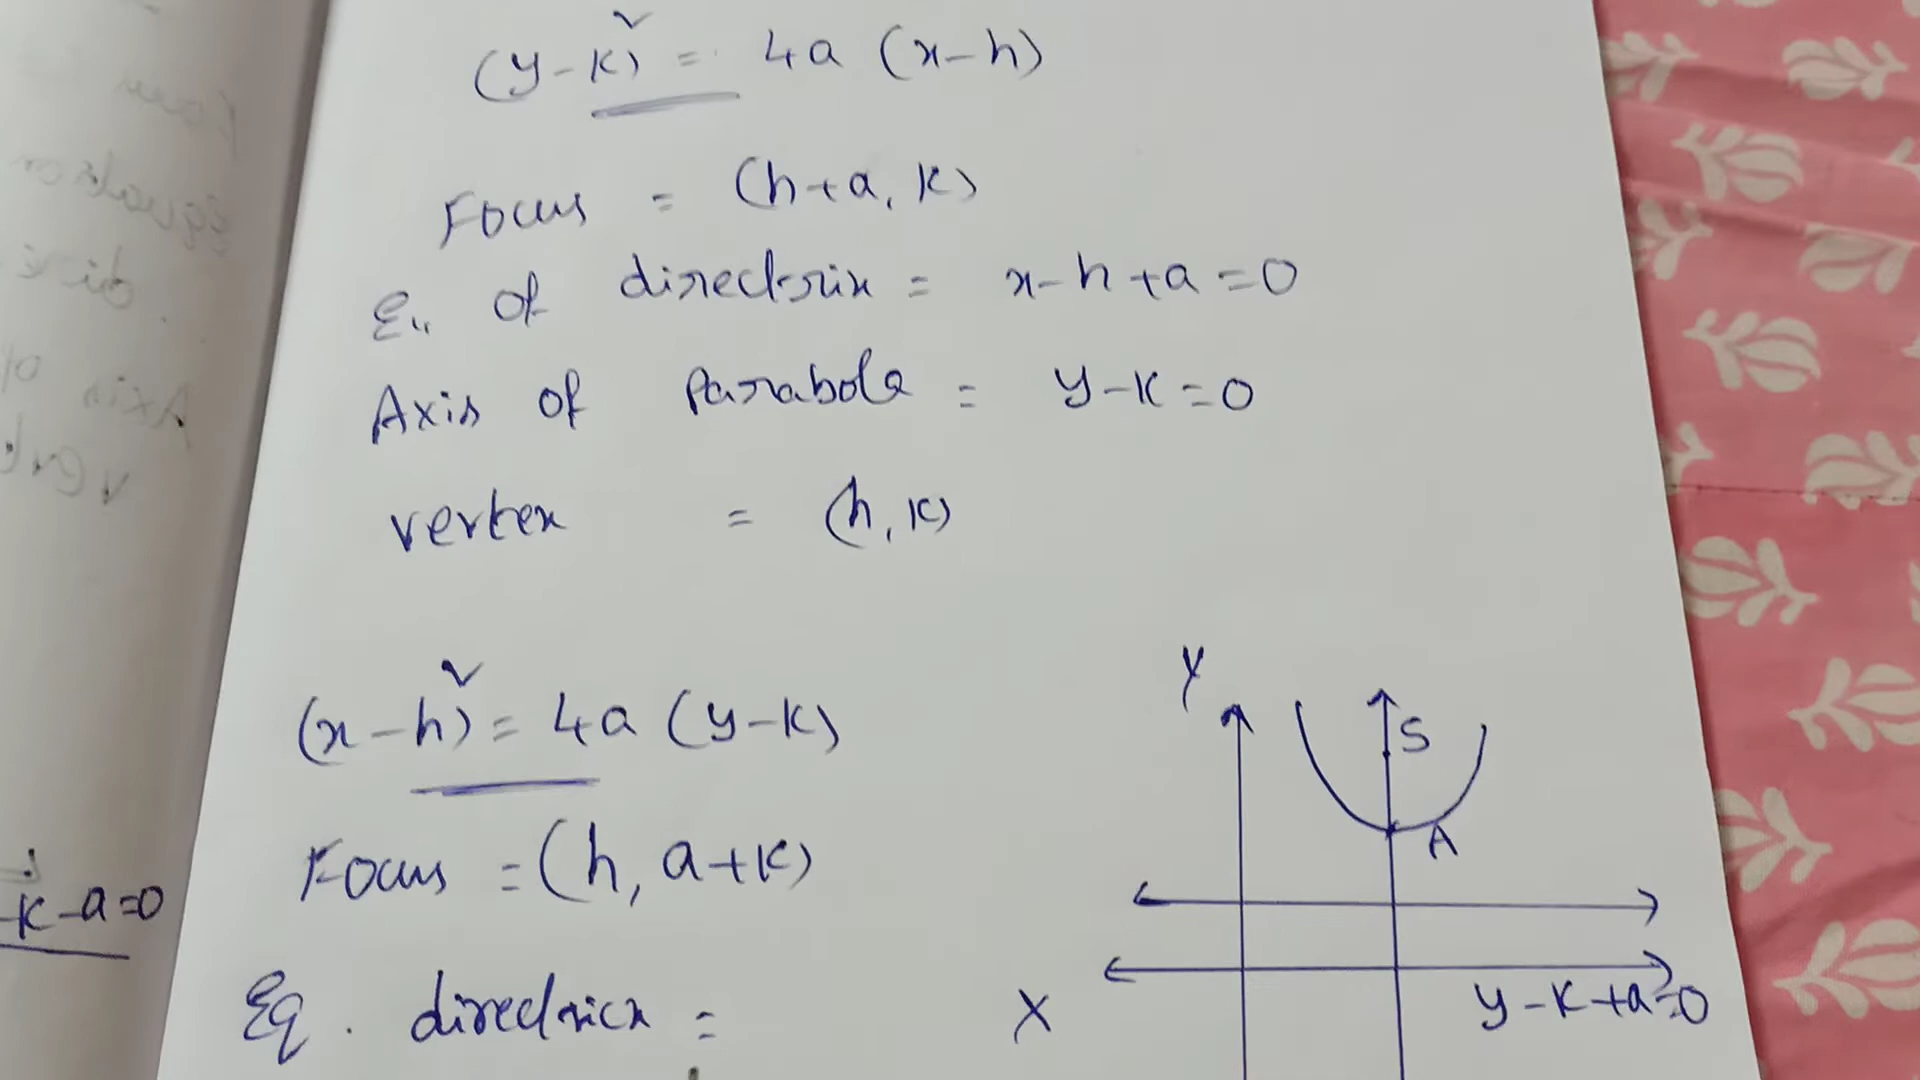 (y-k)² = 4a (x-h)
Focus = (h+a, k)
Eq of directrix = x-h+a=0
Axis of Parabola = y-k=0
vertex = (h, k)
(x-h)² = 4a (y-k)
Focus = (h, a+k)
Eq. directrix =
Y
S
A
X
y-k+a=0
-k-a=0